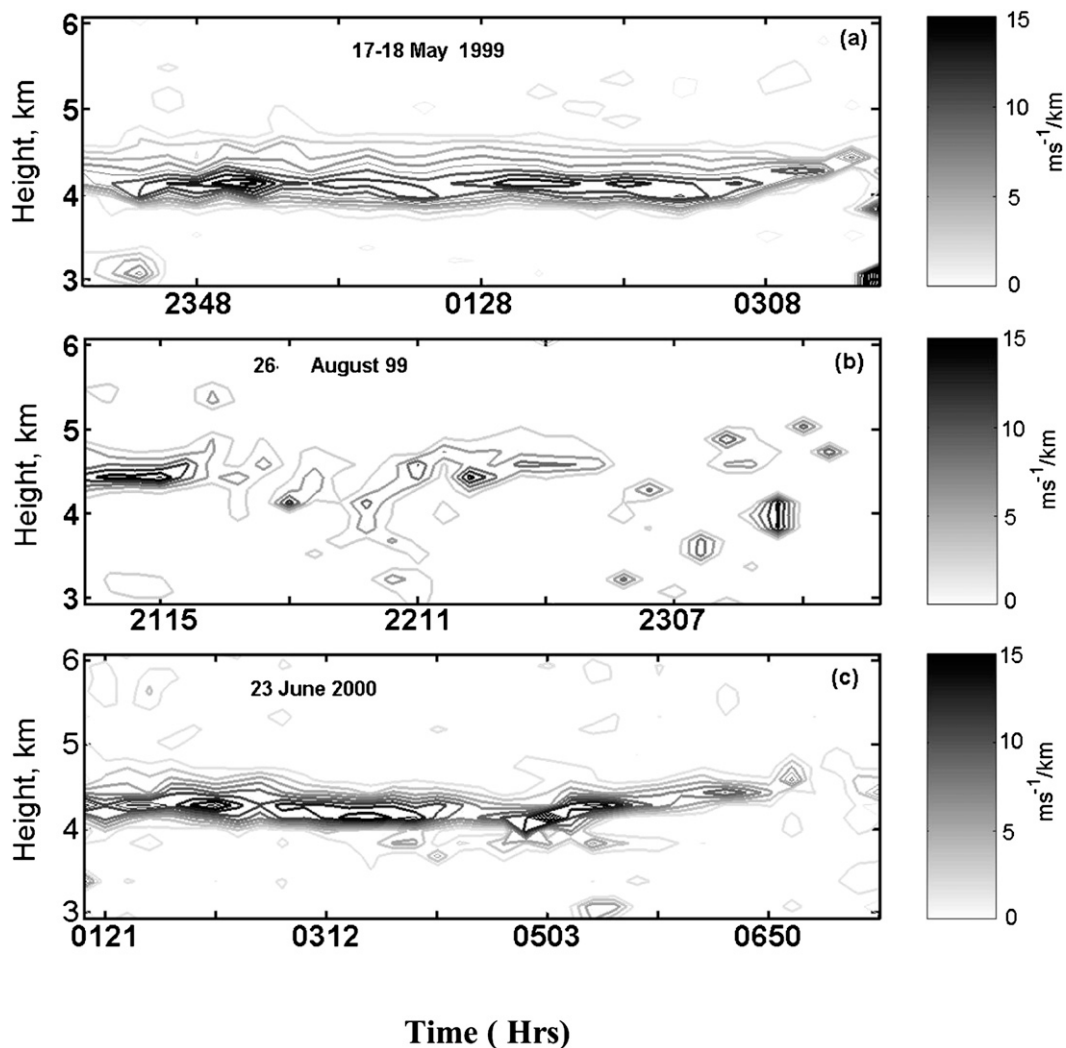 6
5
4
3
Height, km
17-18 May 1999
(a)
2348
0128
0308
15
10
5
0
ms-1/km
6
5
4
3
Height, km
26. August 99
(b)
2115
2211
2307
15
10
5
0
ms-1/km
6
5
4
3
Height, km
23 June 2000
(c)
0121
0312
0503
0650
15
10
5
0
ms-1/km
Time ( Hrs)